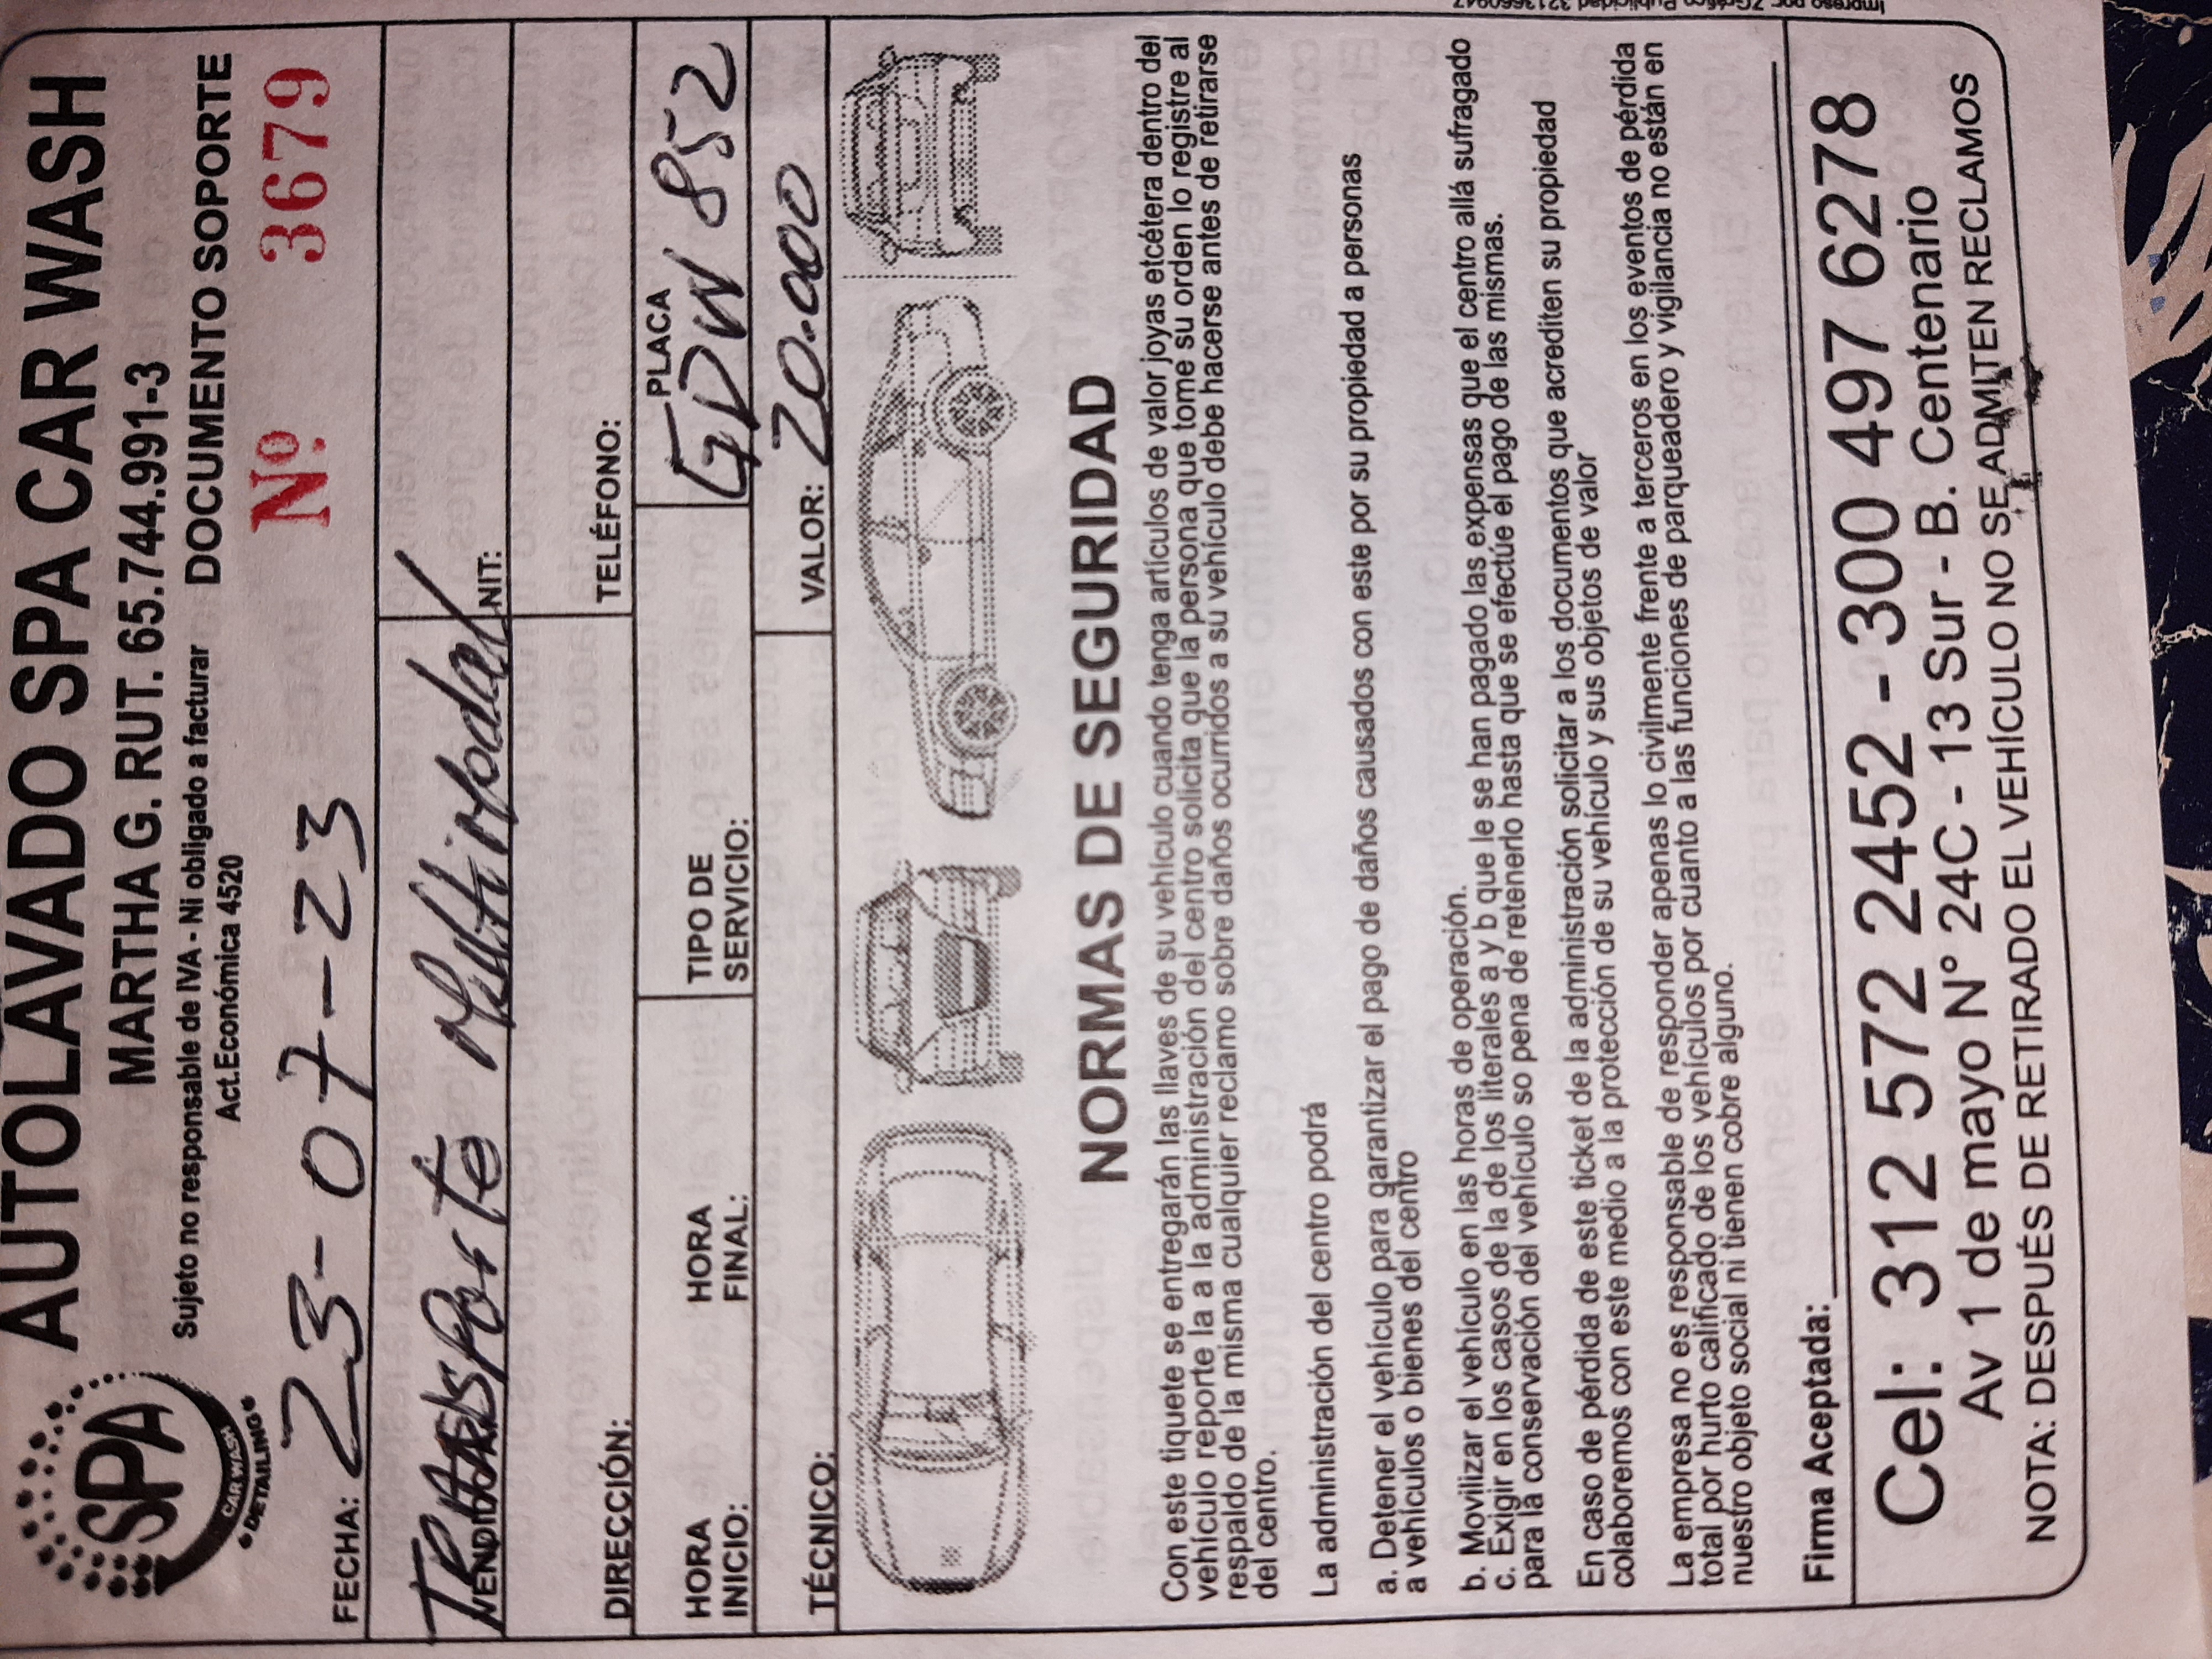 AUTOLAVADO SPA CAR WASH
MARTHA G. RUT. 65.744.991-3
Sujeto no responsable de IVA - Ni obligado a facturar
Act.Económica 4520
DOCUMENTO SOPORTE
SPA
CAR WASH
DETAILING
Nº 3679
FECHA: 23-07-23
Transporte Multimodal
NIT:
DIRECCIÓN:
TELÉFONO:
HORA INICIO:
HORA FINAL:
TIPO DE SERVICIO:
PLACA
GDW 852
TÉCNICO:
VALOR: 20.000
NORMAS DE SEGURIDAD
Con este tiquete se entregarán las llaves de su vehículo cuando tenga artículos de valor joyas etcétera dentro del
vehículo reporte la a la administración del centro solicita que la persona que tome su orden lo registre al
respaldo de la misma cualquier reclamo sobre daños ocurridos a su vehículo debe hacerse antes de retirarse
del centro.
La administración del centro podrá
a. Detener el vehículo para garantizar el pago de daños causados con este por su propiedad a personas
a vehículos o bienes del centro
b. Movilizar el vehículo en las horas de operación.
c. Exigir en los casos de la de los literales a y b que le se han pagado las expensas que el centro allá sufragado
para la conservación del vehículo so pena de retenerlo hasta que se efectúe el pago de las mismas.
En caso de pérdida de este ticket de la administración solicitar a los documentos que acrediten su propiedad
colaboremos con este medio a la protección de su vehículo y sus objetos de valor
La empresa no es responsable de responder apenas lo civilmente frente a terceros en los eventos de pérdida
total por hurto calificado de los vehículos por cuanto a las funciones de parqueadero y vigilancia no están en
nuestro objeto social ni tienen cobre alguno.
Firma Aceptada:
Cel: 312 572 2452 - 300 497 6278
Av 1 de mayo N° 24C - 13 Sur - B. Centenario
NOTA: DESPUÉS DE RETIRADO EL VEHÍCULO NO SE ADMITEN RECLAMOS